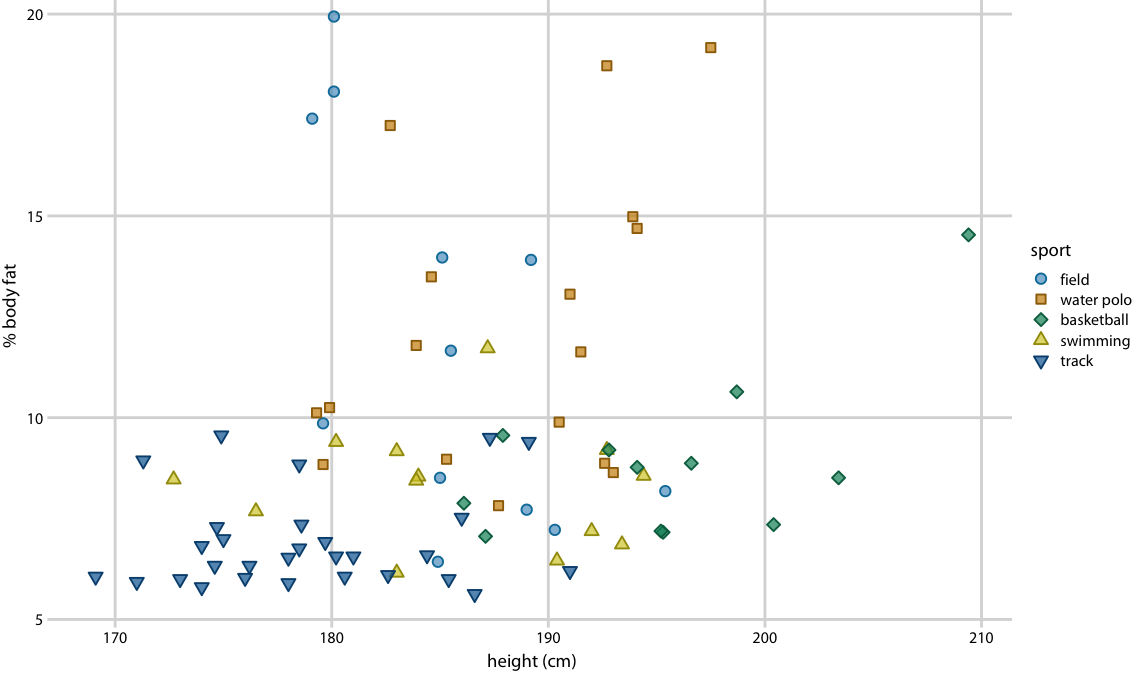 20
15
10
5
% body fat
170 180 190 200 210
height (cm)
sport
field
water polo
basketball
swimming
track